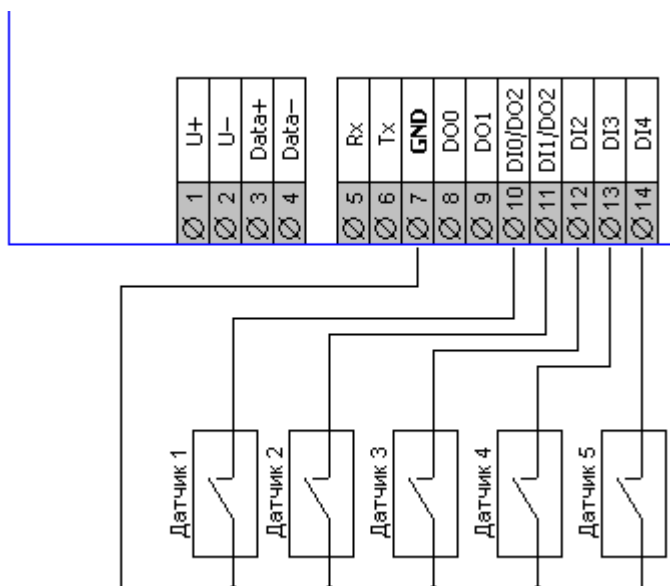 U+
U−
Data+
Data−
Rx
Tx
GND
DO0
DO1
DI0/DO2
DI1/DO2
DI2
DI3
DI4
Ø 1
Ø 2
Ø 3
Ø 4
Ø 5
Ø 6
Ø 7
Ø 8
Ø 9
Ø 10
Ø 11
Ø 12
Ø 13
Ø 14
Датчик 1
Датчик 2
Датчик 3
Датчик 4
Датчик 5